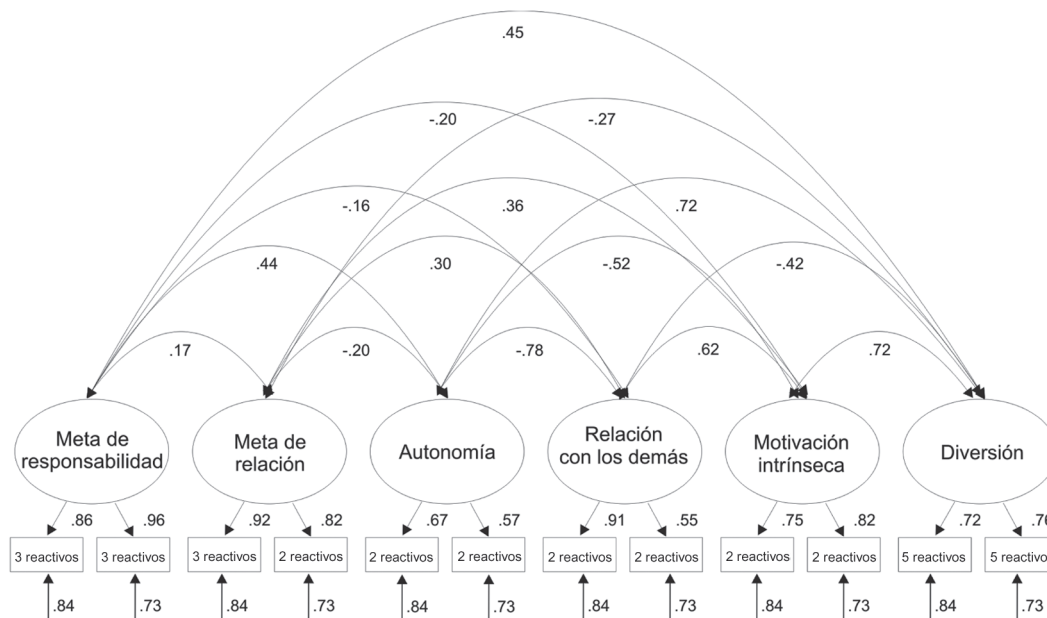 .45
-.20 -.27
-.16 .36 .72
.44 .30 -.52 -.42
.17 -.20 -.78 .62 .72
Meta de responsabilidad
Meta de relación
Autonomía
Relación con los demás
Motivación intrínseca
Diversión
.86 .96 .92 .82 .67 .57 .91 .55 .75 .82 .72 .76
3 reactivos 3 reactivos 3 reactivos 2 reactivos 2 reactivos 2 reactivos 2 reactivos 2 reactivos 2 reactivos 2 reactivos 5 reactivos 5 reactivos
.84 .73 .84 .73 .84 .73 .84 .73 .84 .73 .84 .73